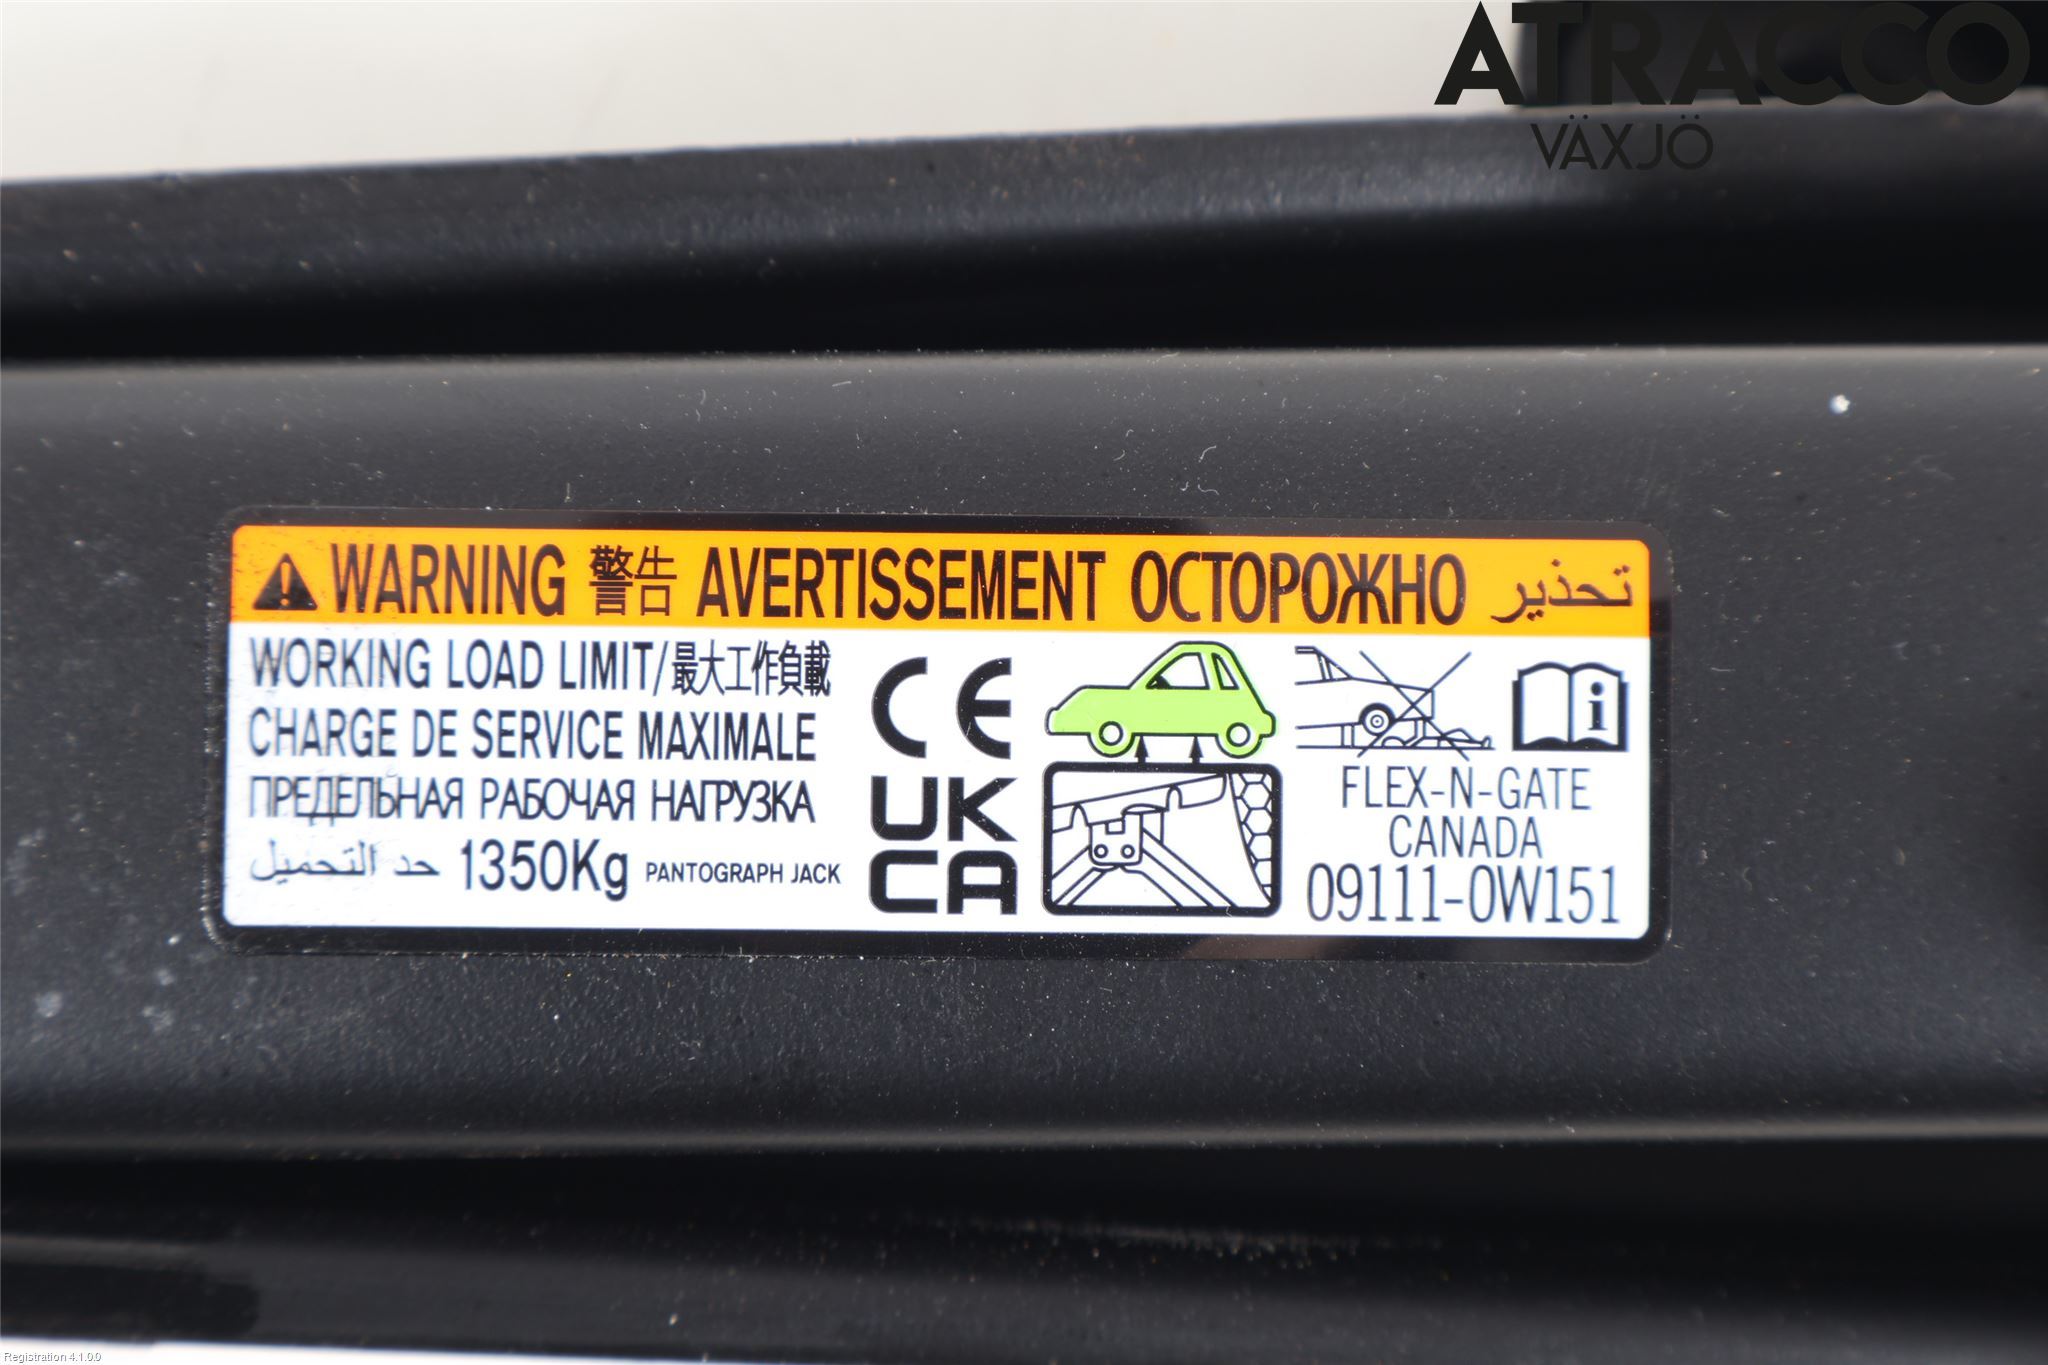 ATRACCO
VÄXJÖ
WARNING 警告 AVERTISSEMENT ОСТОРОЖНО تحذير
WORKING LOAD LIMIT/最大工作負載
CHARGE DE SERVICE MAXIMALE
ПРЕДЕЛЬНАЯ РАБОЧАЯ НАГРУЗКА
حد التحميل 1350Kg PANTOGRAPH JACK
CE
UK
CA
FLEX-N-GATE
CANADA
09111-0W151
Registration 4.1.0.0